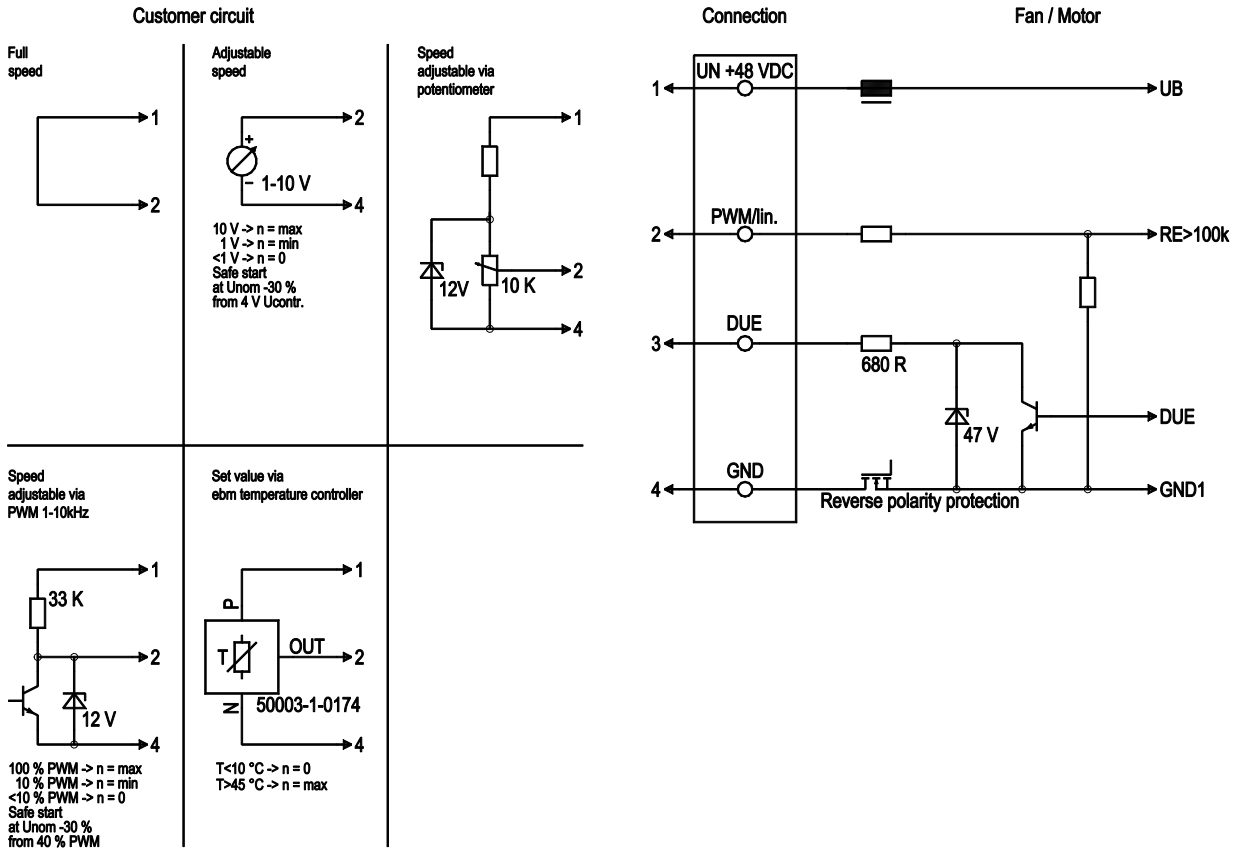 Customer circuit
Full
speed
1
2
Adjustable
speed
2
+
–
1-10 V
4
10 V -> n = max
1 V -> n = min
<1 V -> n = 0
Safe start
at Unom -30 %
from 4 V Ucontr.
Speed
adjustable via
potentiometer
1
12V
10 K
2
4
Speed
adjustable via
PWM 1-10kHz
1
33 K
2
12 V
4
100 % PWM -> n = max
10 % PWM -> n = min
<10 % PWM -> n = 0
Safe start
at Unom -30 %
from 40 % PWM
Set value via
ebm temperature controller
1
P
T
OUT
2
N
50003-1-0174
4
T<10 °C -> n = 0
T>45 °C -> n = max
Connection
Fan / Motor
UN +48 VDC
1
UB
PWM/lin.
2
RE>100k
DUE
3
680 R
47 V
DUE
GND
4
GND1
Reverse polarity protection